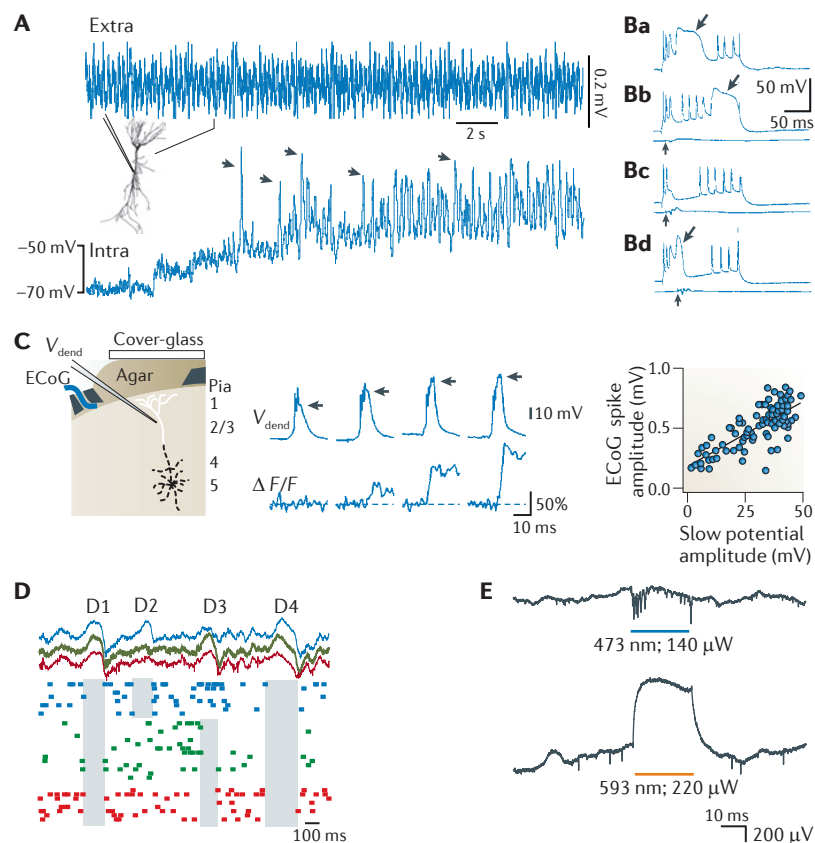 A
Extra
0.2 mV
2 s
−50 mV
Intra
−70 mV
Ba
Bb
50 mV
50 ms
Bc
Bd
C
Vdend
Cover-glass
ECoG
Agar
Pia
1
2/3
4
5
Vdend
10 mV
Δ F/F
50%
10 ms
ECoG spike
amplitude (mV)
1.0
0.5
0.0
0
25
50
Slow potential
amplitude (mV)
D
D1 D2 D3 D4
100 ms
E
473 nm; 140 μW
593 nm; 220 μW
10 ms
200 μV